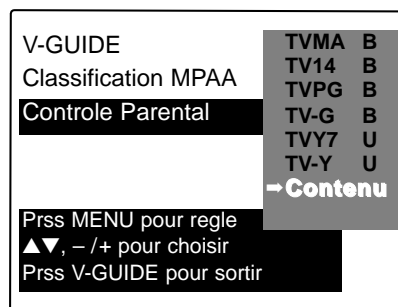 V-GUIDE
Classification MPAA
Controle Parental
TVMA B
TV14 B
TVPG B
TV-G B
TVY7 U
TV-Y U
➡Contenu
Prss MENU pour regle
▲▼, – /+ pour choisir
Prss V-GUIDE pour sortir